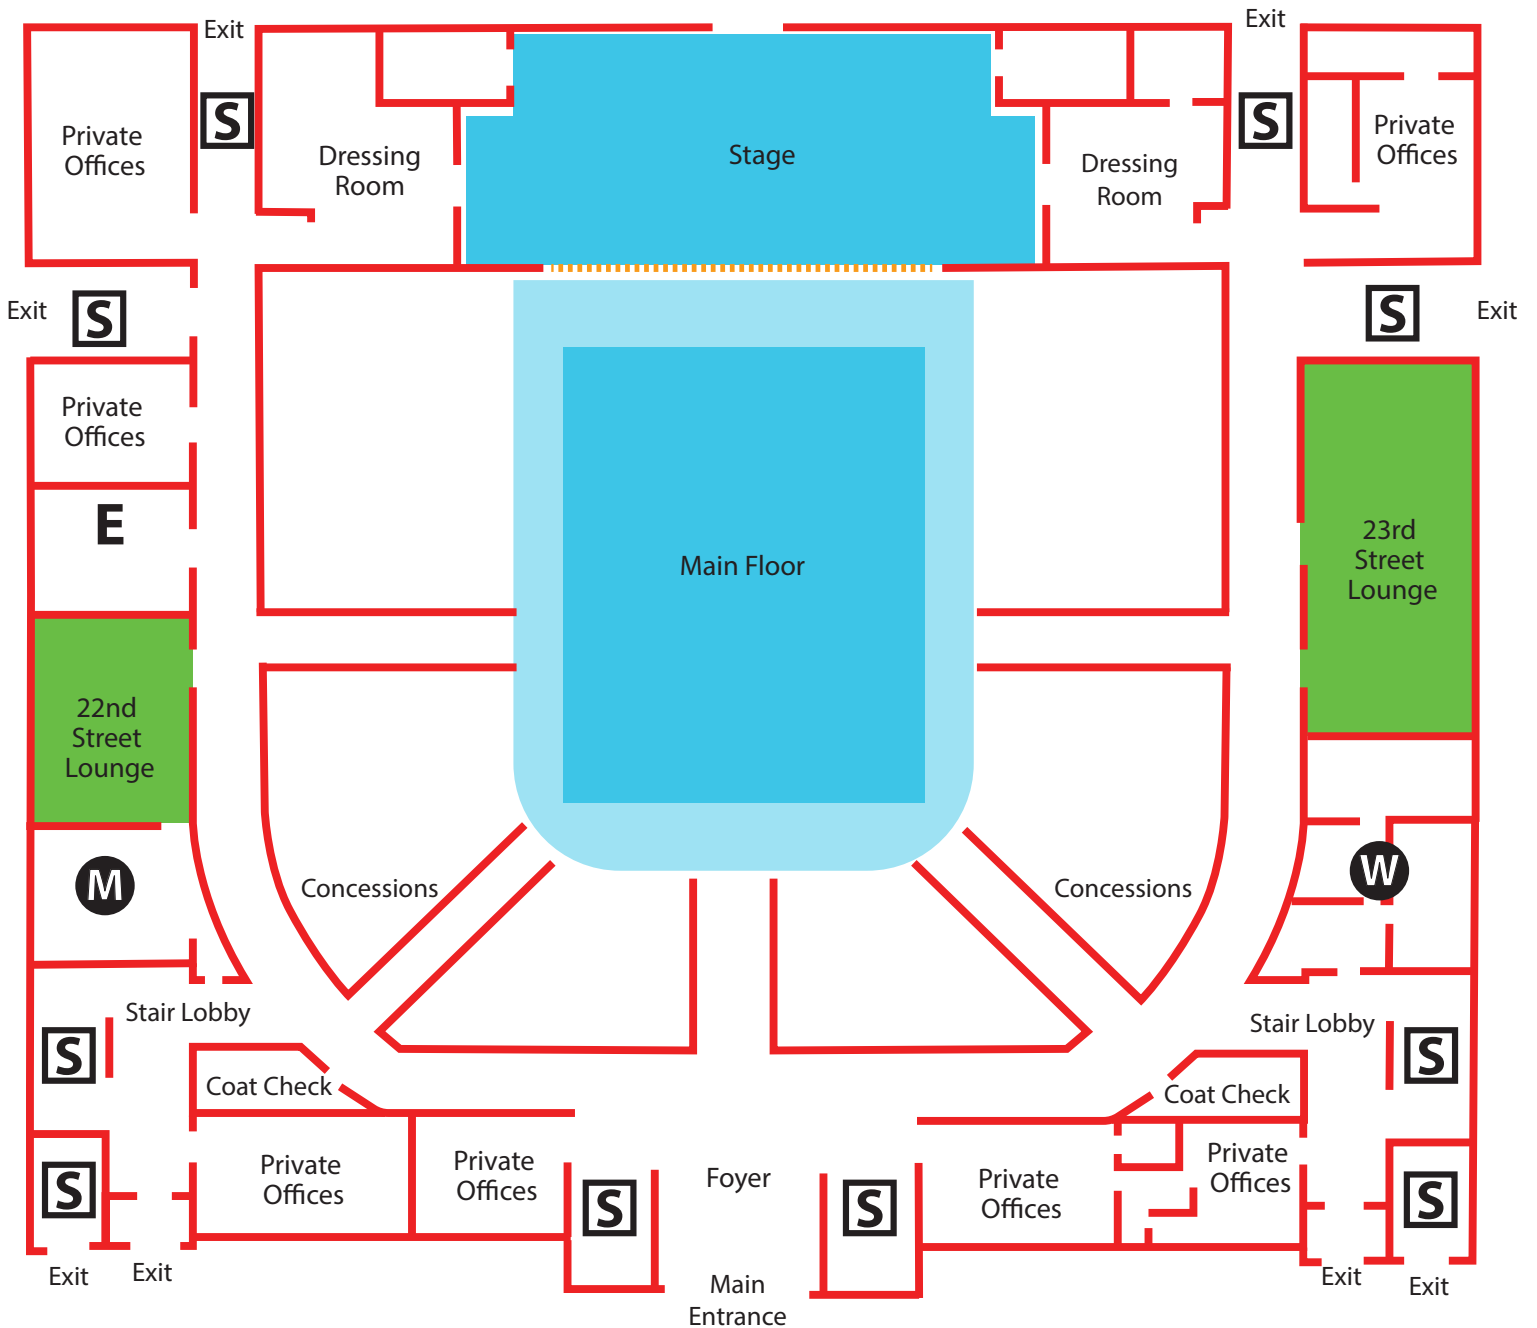 Exit
Exit
S
S
Private
Offices
Dressing
Room
Stage
Dressing
Room
Private
Offices
Exit
S
S
Exit
Private
Offices
E
Main Floor
23rd
Street
Lounge
22nd
Street
Lounge
M
Concessions
Concessions
W
Stair Lobby
Stair Lobby
S
S
Coat Check
Coat Check
Private
Offices
Private
Offices
Foyer
Private
Offices
Private
Offices
S
S
S
S
Exit
Exit
Main
Entrance
Exit
Exit